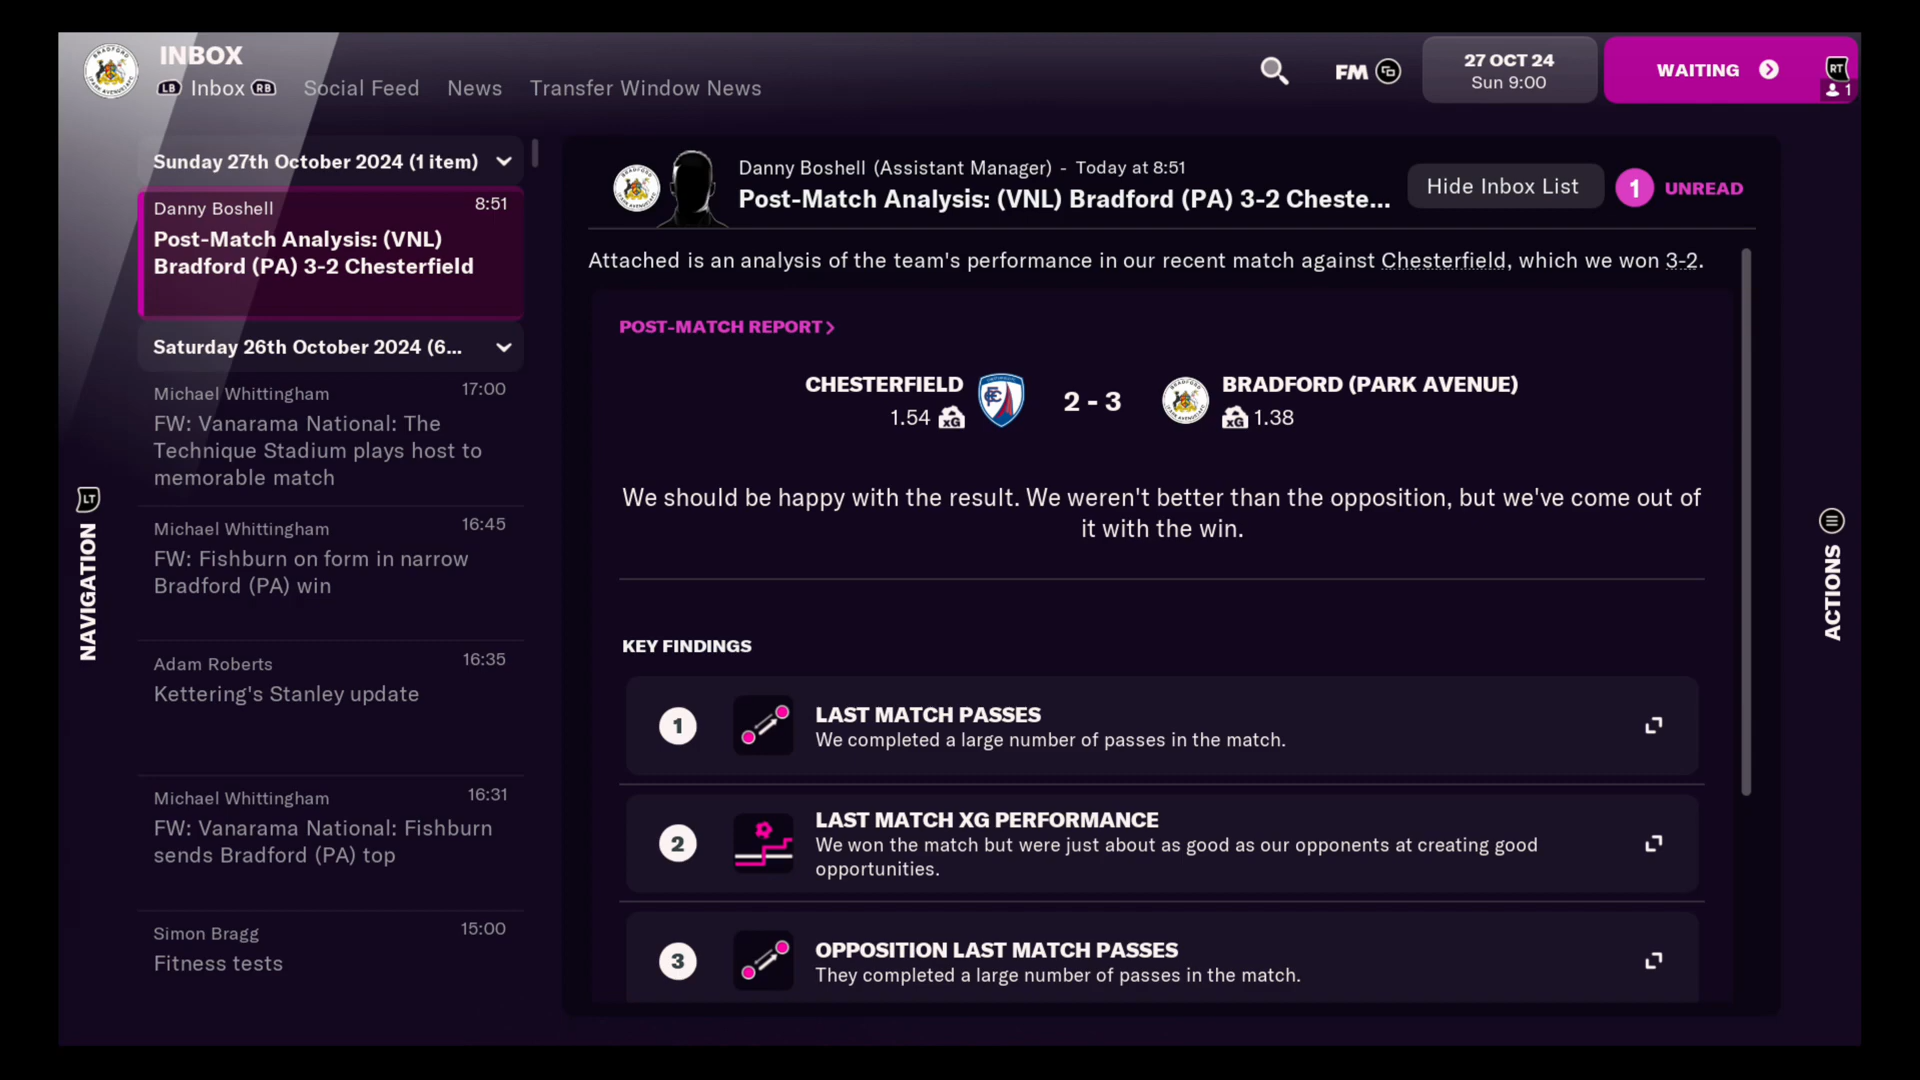 INBOX
LB Inbox RB Social Feed News Transfer Window News
FM
27 OCT 24
Sun 9:00
WAITING
RT
1
Sunday 27th October 2024 (1 item)
Danny Boshell 8:51
Post-Match Analysis: (VNL)
Bradford (PA) 3-2 Chesterfield
Saturday 26th October 2024 (6...
Michael Whittingham 17:00
FW: Vanarama National: The
Technique Stadium plays host to
memorable match
Michael Whittingham 16:45
FW: Fishburn on form in narrow
Bradford (PA) win
Adam Roberts 16:35
Kettering's Stanley update
Michael Whittingham 16:31
FW: Vanarama National: Fishburn
sends Bradford (PA) top
Simon Bragg 15:00
Fitness tests
LT
NAVIGATION
Danny Boshell (Assistant Manager) - Today at 8:51
Post-Match Analysis: (VNL) Bradford (PA) 3-2 Cheste...
Hide Inbox List
1 UNREAD
Attached is an analysis of the team's performance in our recent match against Chesterfield, which we won 3-2.
POST-MATCH REPORT
CHESTERFIELD 2 - 3 BRADFORD (PARK AVENUE)
1.54 xG xG 1.38
We should be happy with the result. We weren't better than the opposition, but we've come out of
it with the win.
KEY FINDINGS
1
LAST MATCH PASSES
We completed a large number of passes in the match.
2
LAST MATCH XG PERFORMANCE
We won the match but were just about as good as our opponents at creating good
opportunities.
3
OPPOSITION LAST MATCH PASSES
They completed a large number of passes in the match.
ACTIONS